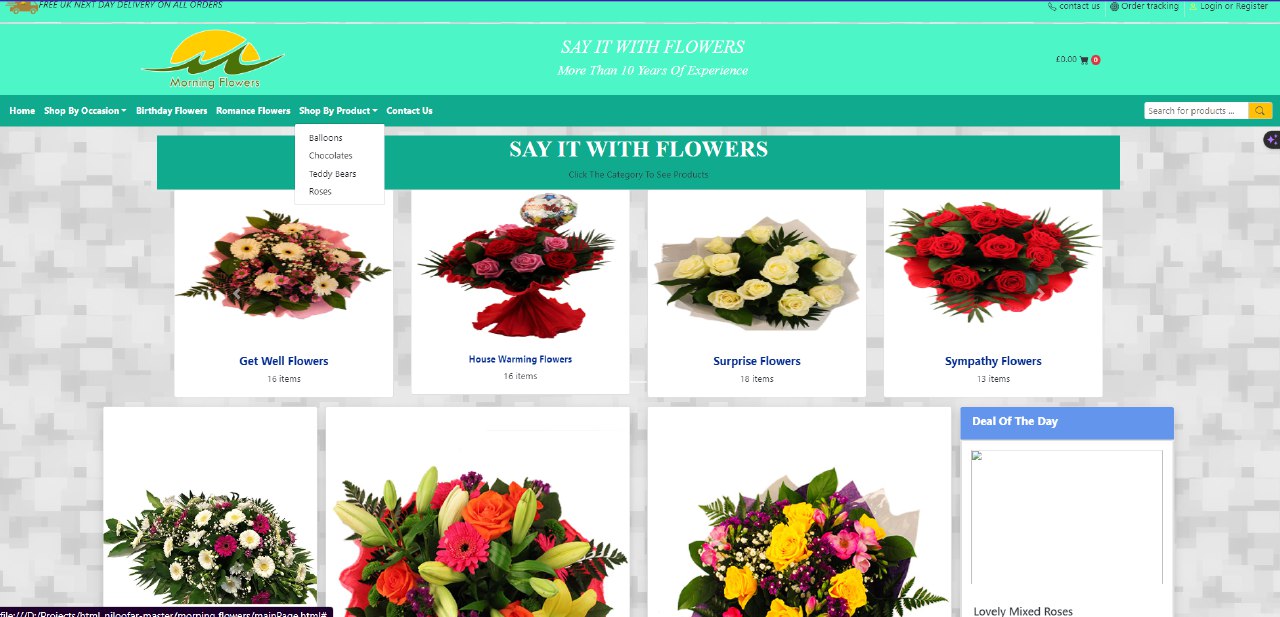 FREE UK NEXT DAY DELIVERY ON ALL ORDERS
contact us Order tracking Login or Register
Morning Flowers
SAY IT WITH FLOWERS
More Than 10 Years Of Experience
£0.00 0
Home Shop By Occasion Birthday Flowers Romance Flowers Shop By Product Contact Us
Search for products ...
Balloons
Chocolates
Teddy Bears
Roses
SAY IT WITH FLOWERS
Click The Category To See Products
Get Well Flowers
16 items
House Warming Flowers
16 items
Surprise Flowers
18 items
Sympathy Flowers
13 items
Deal Of The Day
Lovely Mixed Roses
file:///D:/Projects/html-niloofar-master/morning flowers/mainPage.html#